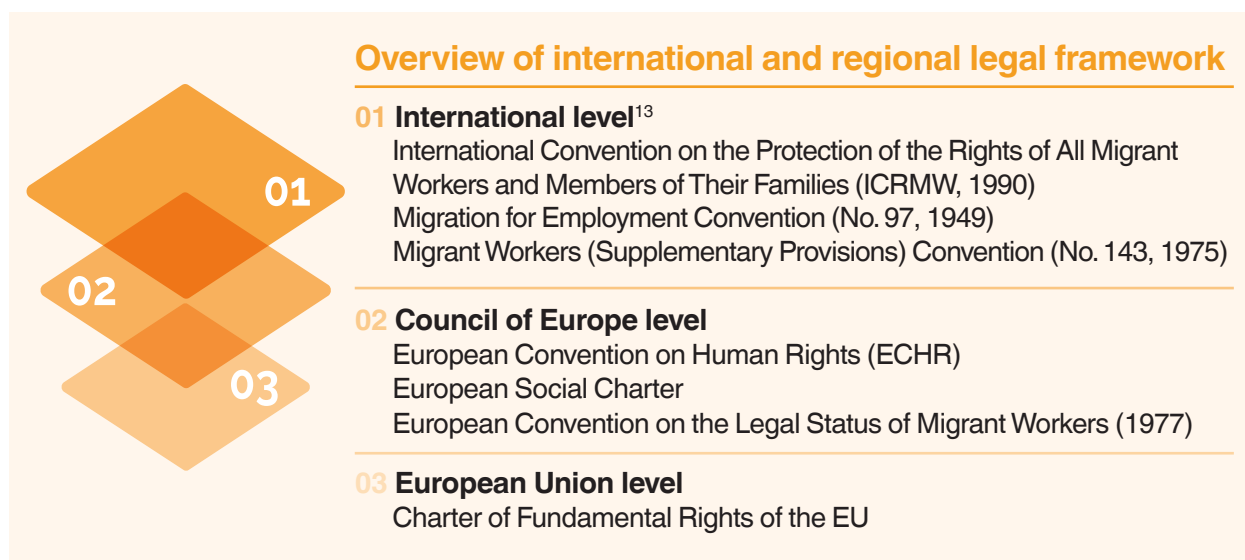 Overview of international and regional legal framework
01 International level13
International Convention on the Protection of the Rights of All Migrant
Workers and Members of Their Families (ICRMW, 1990)
Migration for Employment Convention (No. 97, 1949)
Migrant Workers (Supplementary Provisions) Convention (No. 143, 1975)
02 Council of Europe level
European Convention on Human Rights (ECHR)
European Social Charter
European Convention on the Legal Status of Migrant Workers (1977)
03 European Union level
Charter of Fundamental Rights of the EU
01
02
03